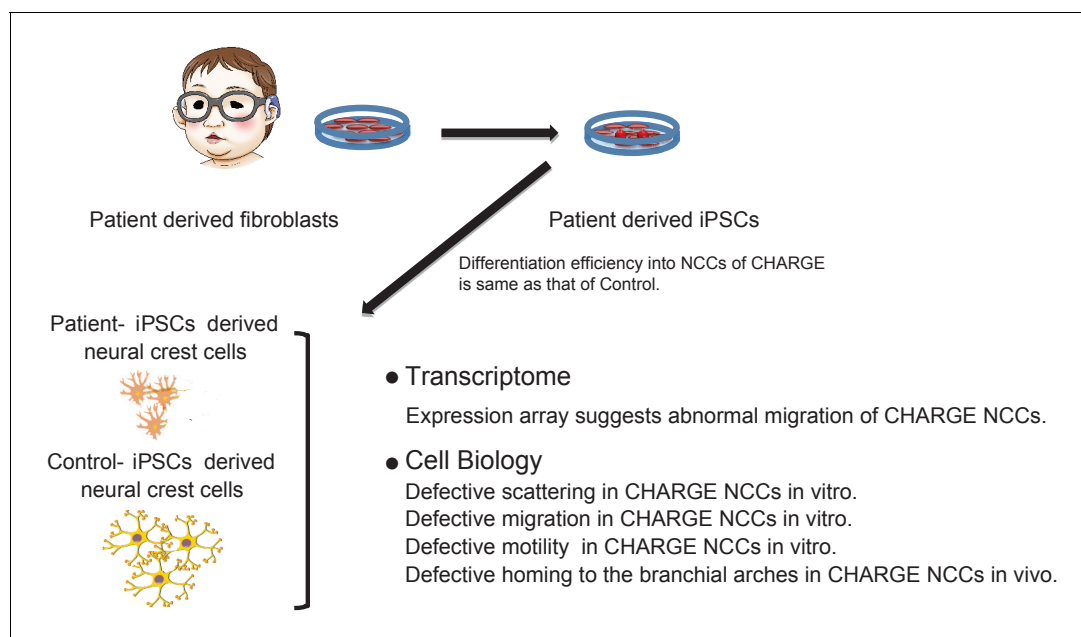 Patient derived fibroblasts
Patient derived iPSCs
Differentiation efficiency into NCCs of CHARGE
is same as that of Control.
Patient- iPSCs derived
neural crest cells
Control- iPSCs derived
neural crest cells
● Transcriptome
Expression array suggests abnormal migration of CHARGE NCCs.
● Cell Biology
Defective scattering in CHARGE NCCs in vitro.
Defective migration in CHARGE NCCs in vitro.
Defective motility in CHARGE NCCs in vitro.
Defective homing to the branchial arches in CHARGE NCCs in vivo.